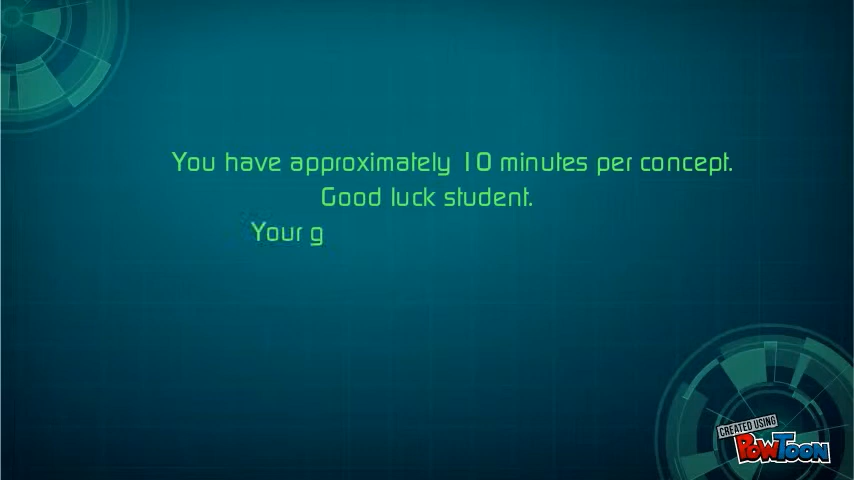 You have approximately 10 minutes per concept.
Good luck student.
Your g
CREATED USING
POWTOON